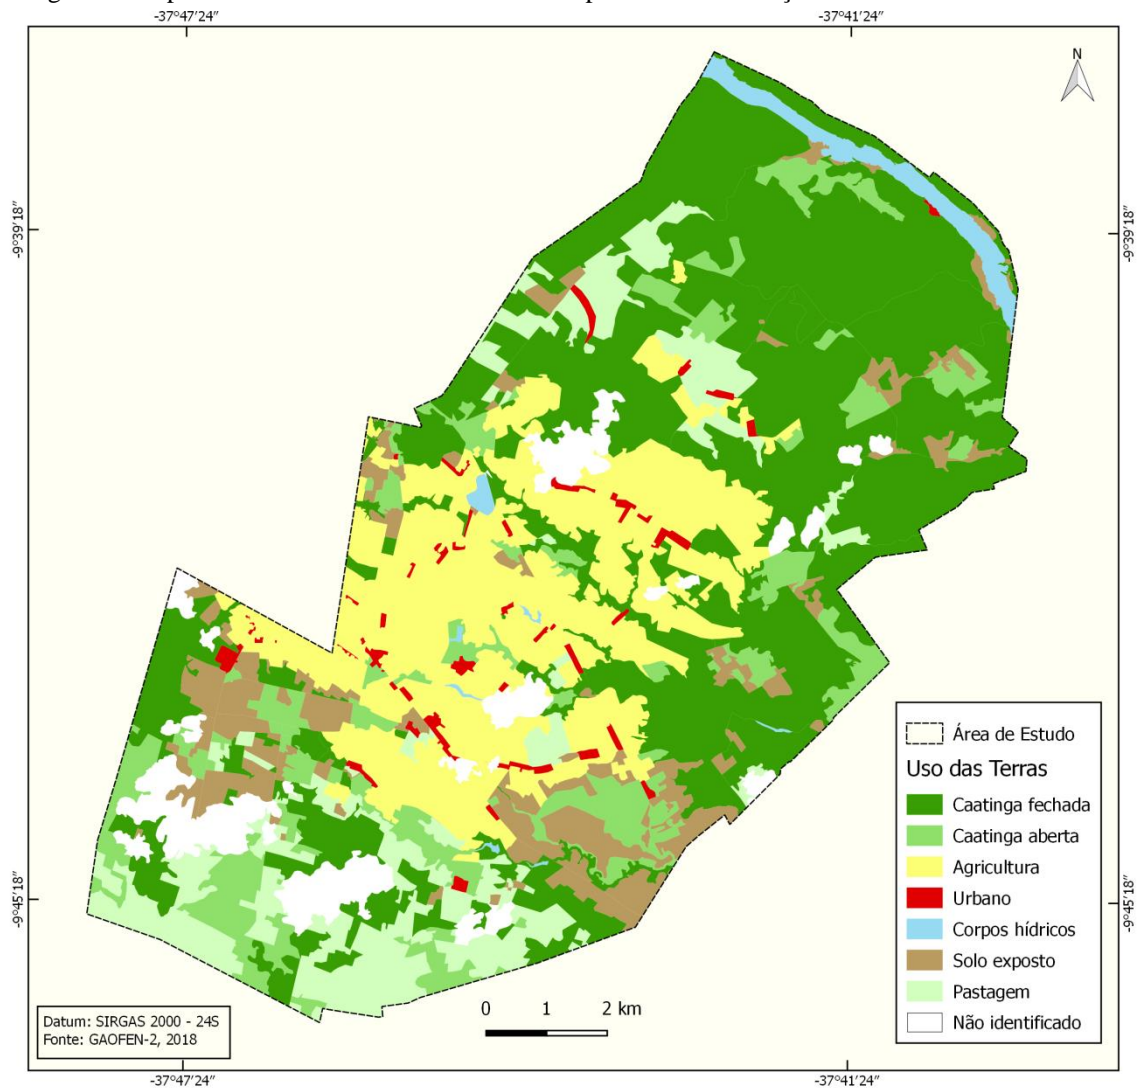 -37°47'24"
-37°41'24"
N
-9°39'18"
-9°39'18"
Área de Estudo
Uso das Terras
Caatinga fechada
Caatinga aberta
Agricultura
Urbano
Corpos hídricos
Solo exposto
Pastagem
Não identificado
-9°45'18"
-9°45'18"
0 1 2 km
Datum: SIRGAS 2000 - 24S
Fonte: GAOFEN-2, 2018
-37°47'24"
-37°41'24"